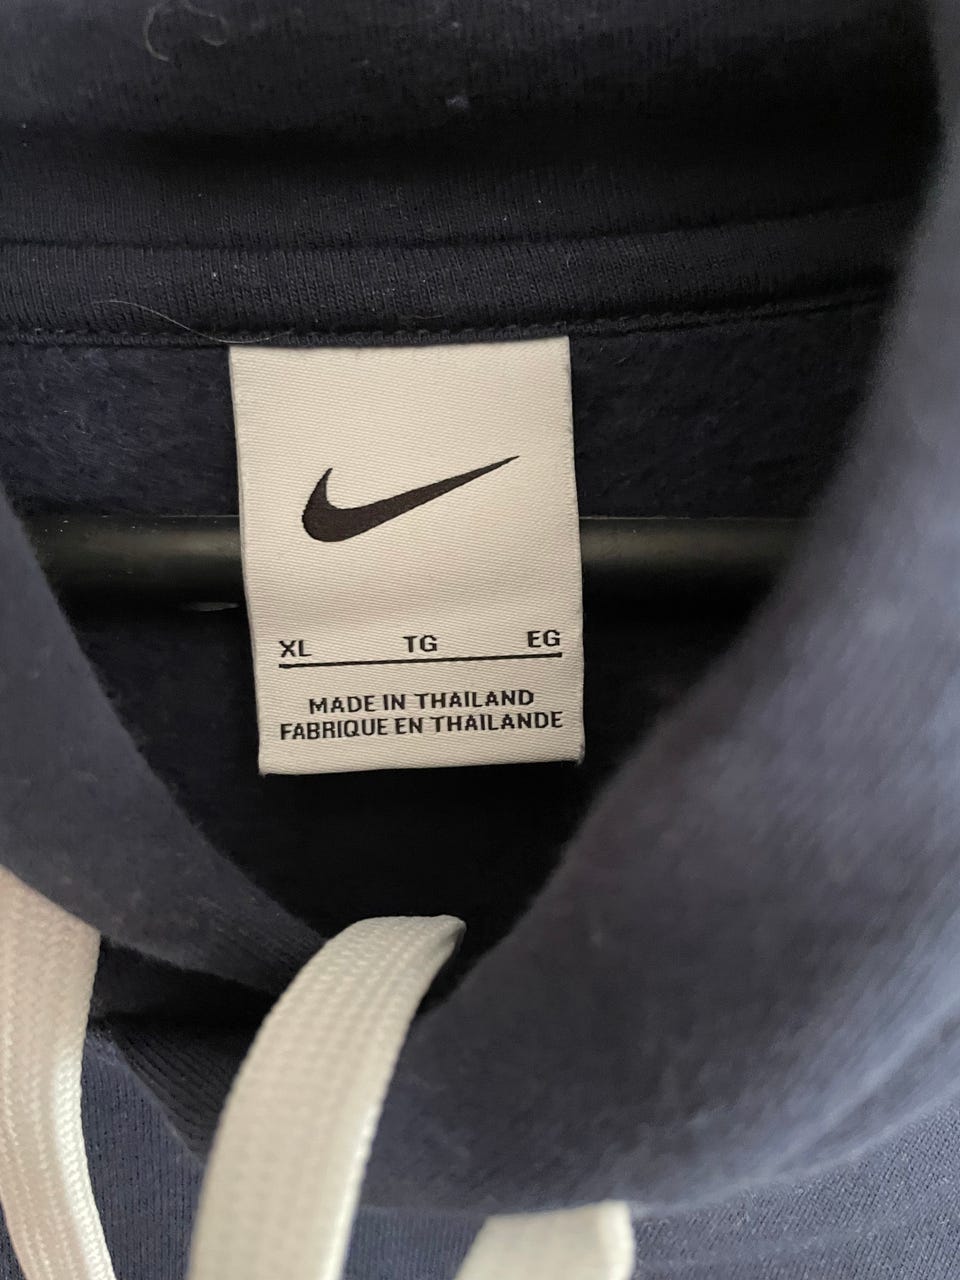 XL TG EG
MADE IN THAILAND
FABRIQUE EN THAILANDE